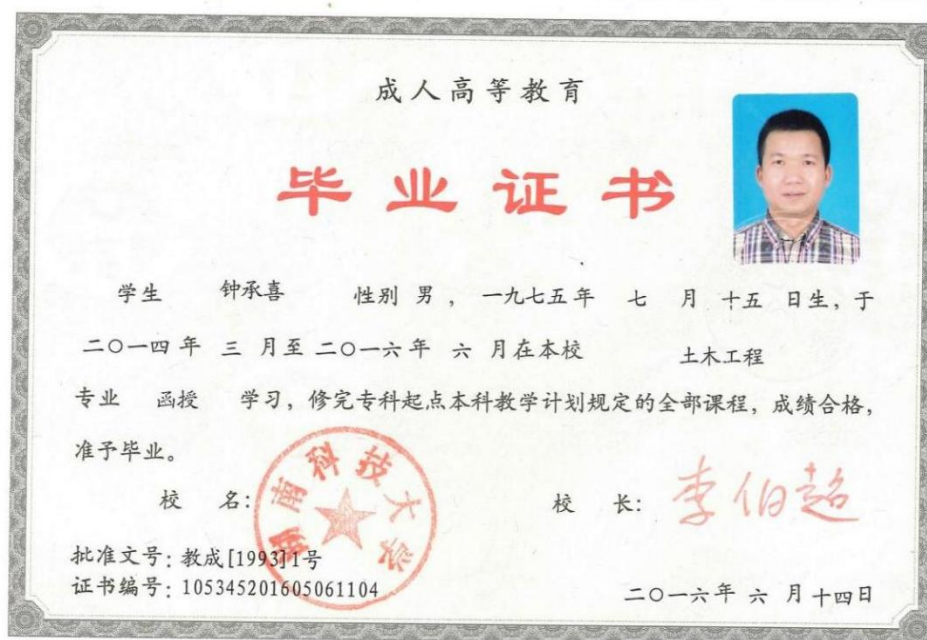 成人高等教育
毕业证书
学生 钟承喜 性别 男 ， 一九七五年 七 月 十五 日生，于
二〇一四年 三 月至 二〇一六年 六 月在本校 土木工程
专业 函授 学习，修完专科起点本科教学计划规定的全部课程，成绩合格，
准予毕业。
校 名： 湖南科技大学 校 长： 李伯超
批准文号：教成[1993]1号
证书编号：105345201605061104
二〇一六年 六 月 十四日